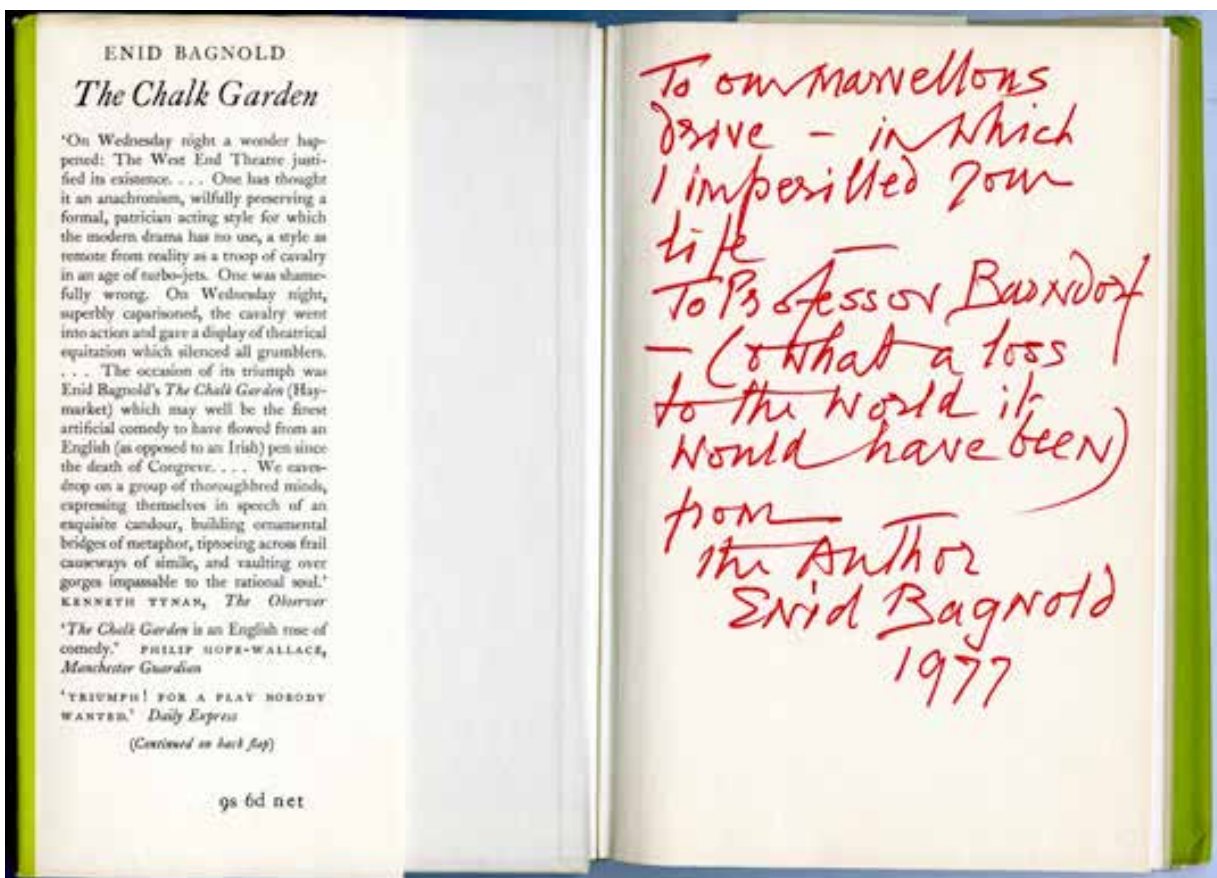 ENID BAGNOLD
The Chalk Garden
'On Wednesday night a wonder hap-
pened: The West End Theatre justi-
fied its existence. . . . One has thought
it an anachronism, wilfully preserving a
formal, patrician acting style for which
the modern drama has no use, a style as
remote from reality as a troop of cavalry
in an age of turbo-jets. One was shame-
fully wrong. On Wednesday night,
superbly caparisoned, the cavalry went
into action and gave a display of theatrical
equitation which silenced all grumblers.
. . . The occasion of its triumph was
Enid Bagnold's The Chalk Garden (Hay-
market) which may well be the finest
artificial comedy to have flowed from an
English (as opposed to an Irish) pen since
the death of Congreve. . . . We eaves-
drop on a group of thoroughbred minds,
expressing themselves in speech of an
exquisite candour, building ornamental
bridges of metaphor, tiptoeing across frail
causeways of simile, and vaulting over
gorges impassable to the rational soul.'
KENNETH TYNAN, The Observer
'The Chalk Garden is an English rose of
comedy.' PHILIP HOPE-WALLACE,
Manchester Guardian
'TRIUMPH! FOR A PLAY NOBODY
WANTED.' Daily Express
(Continued on back flap)
9s 6d net
To our marvellous
drive – in which
I imperilled your
life —
To Professor
– (o what a loss
to the world it
would have been)
from
the Author
Enid Bagnold
1977